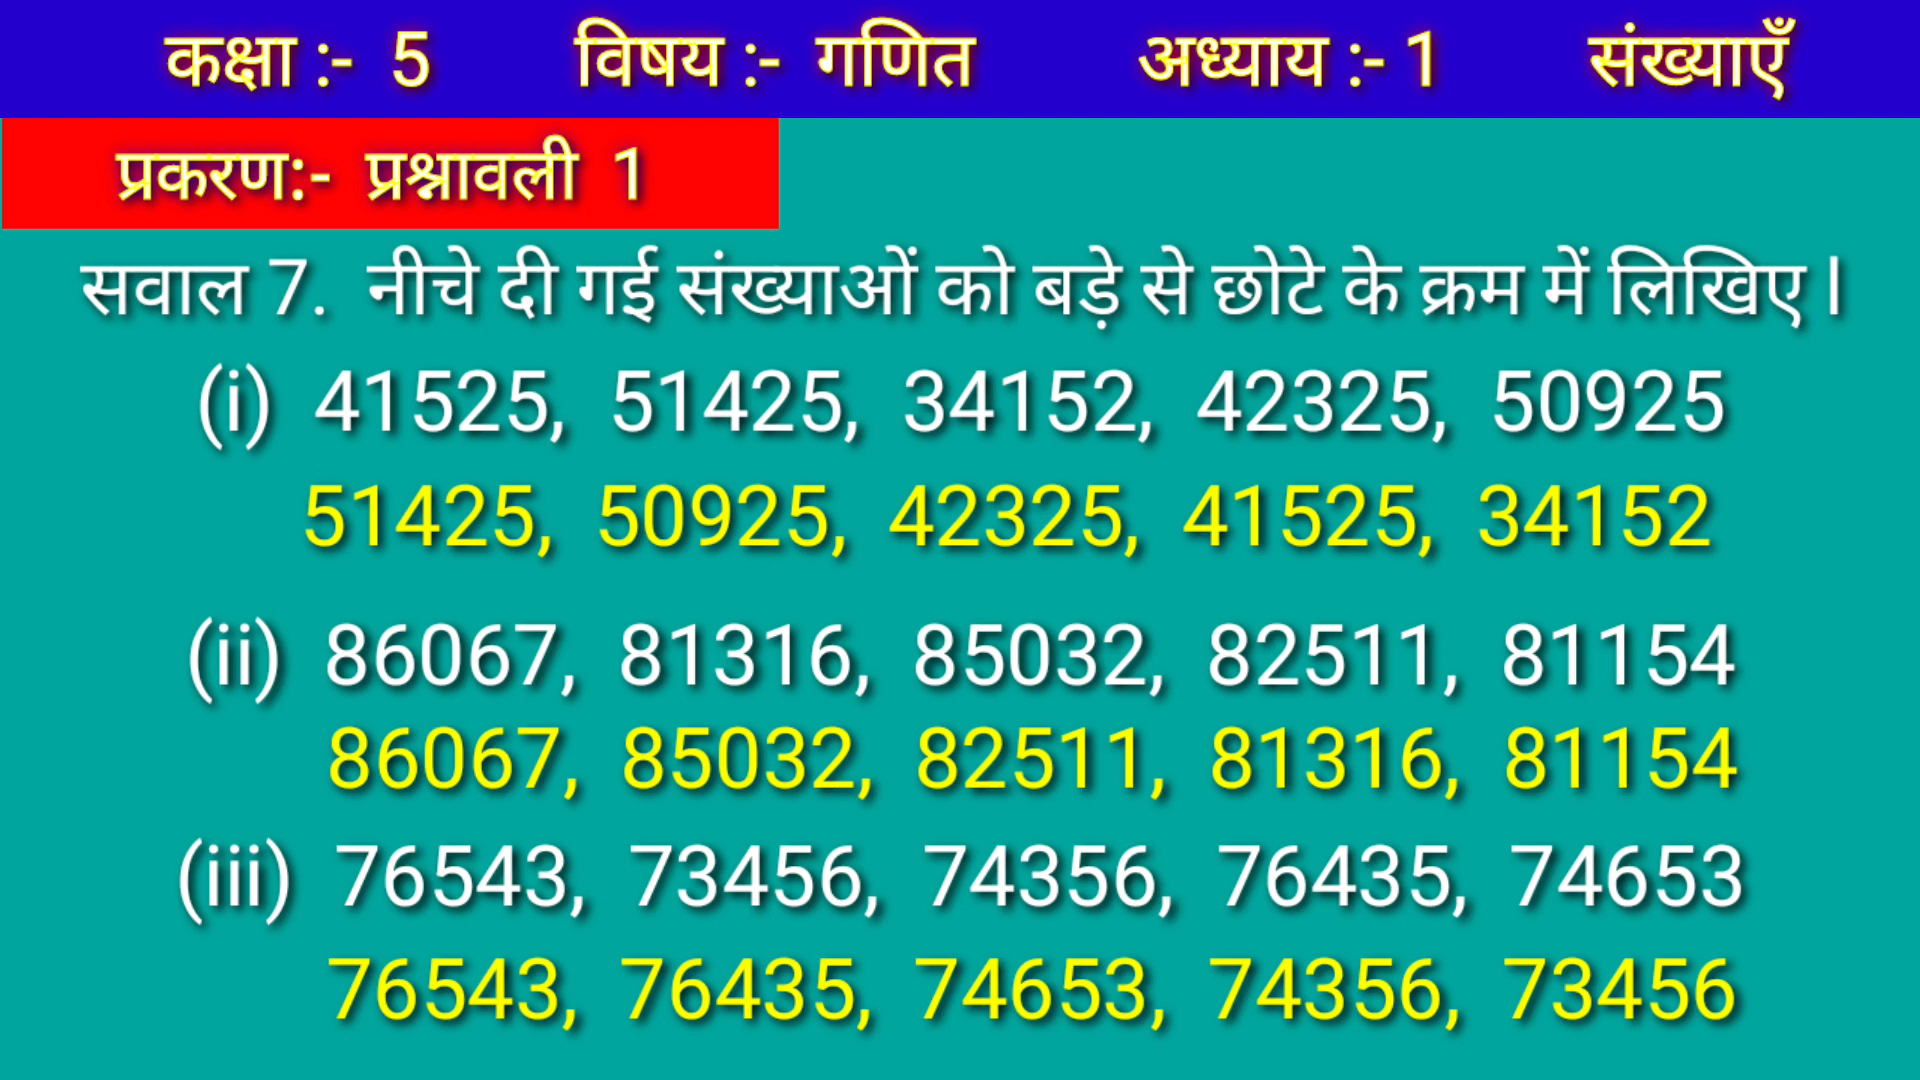 कक्षा :- 5 विषय :- गणित अध्याय :- 1 संख्याएँ
प्रकरण:- प्रश्नावली 1
सवाल 7. नीचे दी गई संख्याओं को बड़े से छोटे के क्रम में लिखिए l
(i) 41525, 51425, 34152, 42325, 50925
51425, 50925, 42325, 41525, 34152
(ii) 86067, 81316, 85032, 82511, 81154
86067, 85032, 82511, 81316, 81154
(iii) 76543, 73456, 74356, 76435, 74653
76543, 76435, 74653, 74356, 73456